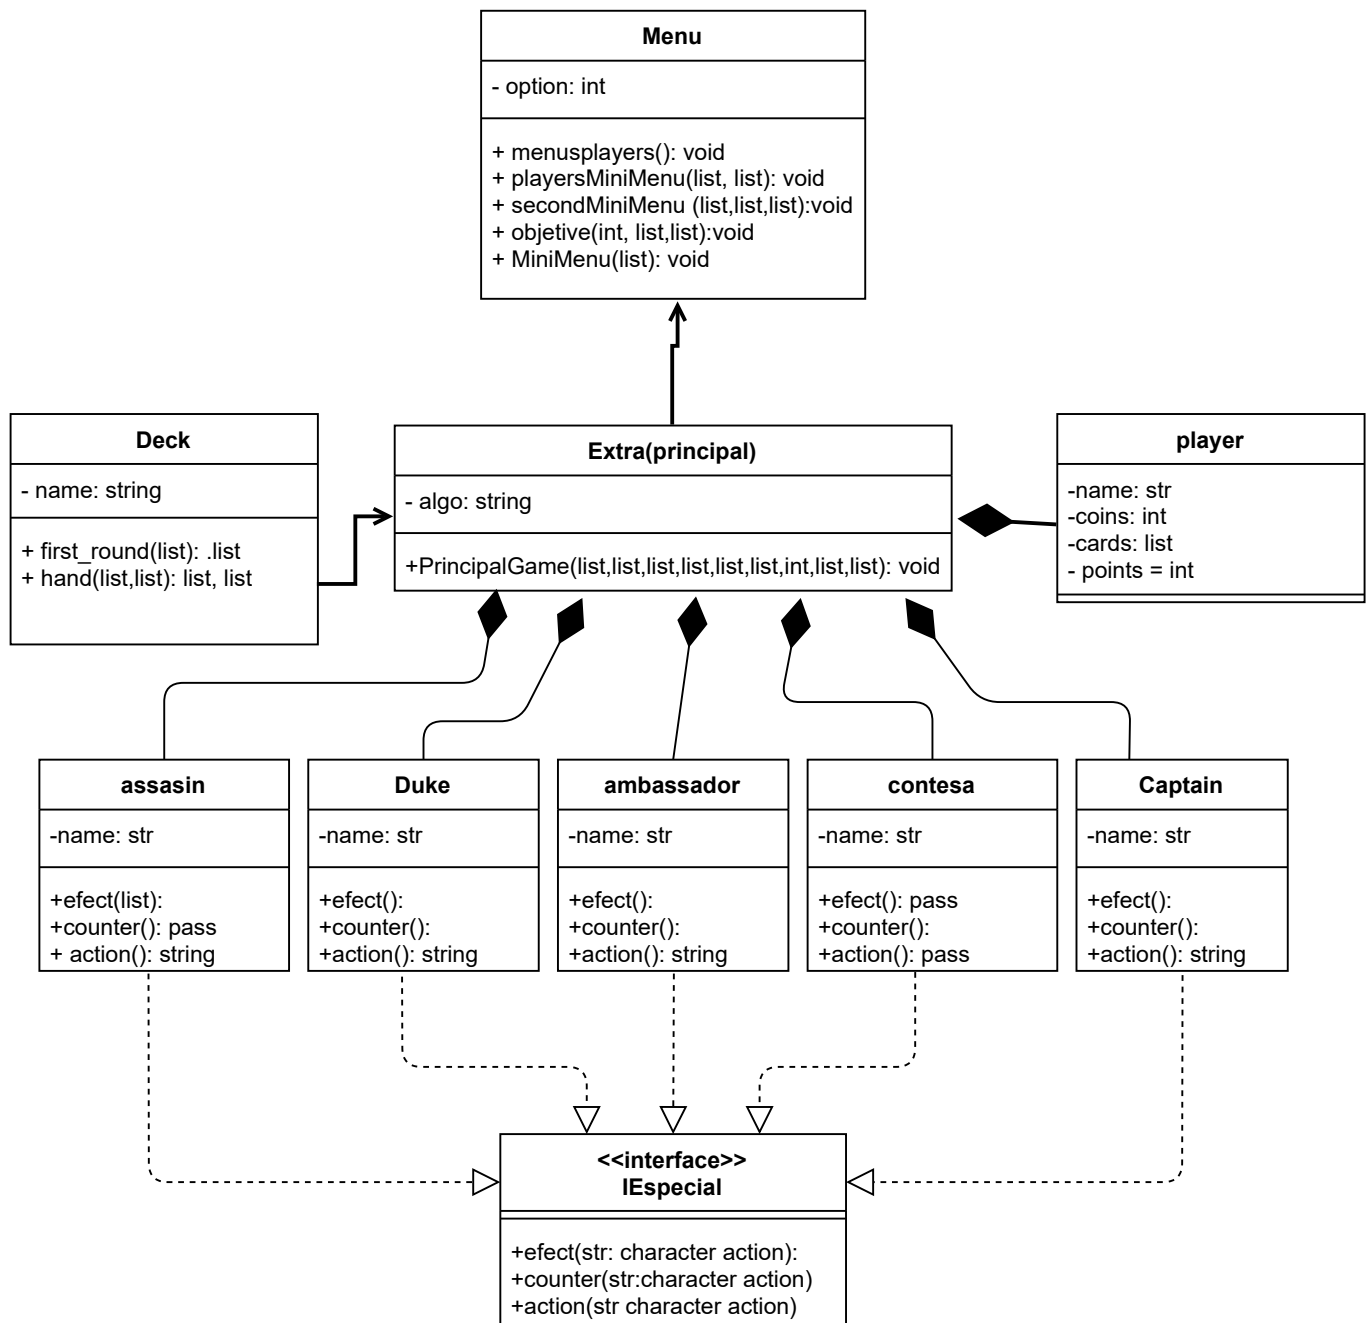 Menu
- option: int
+ menusplayers(): void
+ playersMiniMenu(list, list): void
+ secondMiniMenu (list,list,list):void
+ objetive(int, list,list):void
+ MiniMenu(list): void
Deck
- name: string
+ first_round(list): .list
+ hand(list,list): list, list
Extra(principal)
- algo: string
+PrincipalGame(list,list,list,list,list,list,int,list,list): void
player
-name: str
-coins: int
-cards: list
- points = int
assasin
-name: str
+efect(list):
+counter(): pass
+ action(): string
Duke
-name: str
+efect():
+counter():
+action(): string
ambassador
-name: str
+efect():
+counter():
+action(): string
contesa
-name: str
+efect(): pass
+counter():
+action(): pass
Captain
-name: str
+efect():
+counter():
+action(): string
<<interface>>
IEspecial
+efect(str: character action):
+counter(str:character action)
+action(str character action)